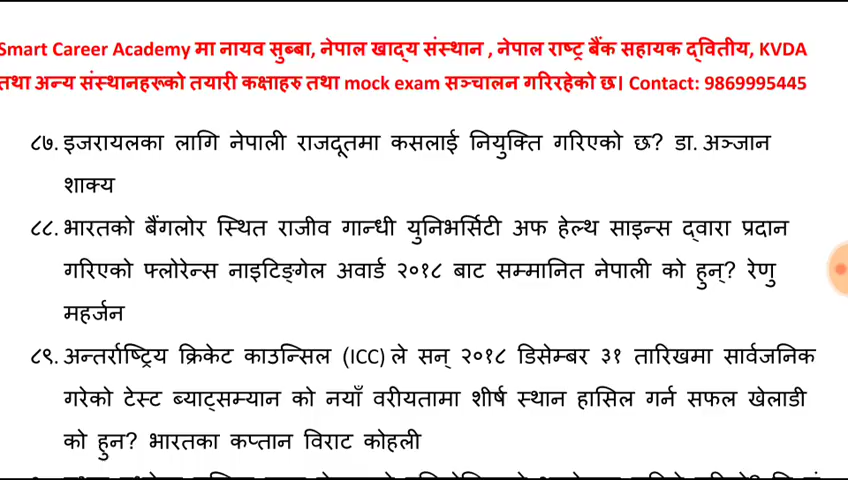 Smart Career Academy मा नायव सुब्बा, नेपाल खाद्य संस्थान , नेपाल राष्ट्र बैंक सहायक द्वितीय, KVDA
तथा अन्य संस्थानहरूको तयारी कक्षाहरु तथा mock exam सञ्चालन गरिरहेको छ। Contact: 9869995445
८७. इजरायलका लागि नेपाली राजदूतमा कसलाई नियुक्ति गरिएको छ? डा. अञ्जान
शाक्य
८८. भारतको बैंगलोर स्थित राजीव गान्धी युनिभर्सिटी अफ हेल्थ साइन्स द्वारा प्रदान
गरिएको फ्लोरेन्स नाइटिङ्गेल अवार्ड २०१८ बाट सम्मानित नेपाली को हुन्? रेणु
महर्जन
८९. अन्तर्राष्ट्रिय क्रिकेट काउन्सिल (ICC) ले सन् २०१८ डिसेम्बर ३१ तारिखमा सार्वजनिक
गरेको टेस्ट ब्याट्सम्यान को नयाँ वरीयतामा शीर्ष स्थान हासिल गर्न सफल खेलाडी
को हुन? भारतका कप्तान विराट कोहली